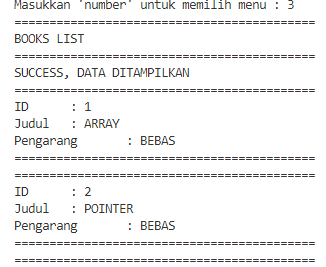 Masukkan 'number' untuk memilih menu : 3
===========================================
BOOKS LIST
===========================================
SUCCESS, DATA DITAMPILKAN
===========================================
ID      : 1
Judul   : ARRAY
Pengarang       : BEBAS
===========================================
===========================================
ID      : 2
Judul   : POINTER
Pengarang       : BEBAS
===========================================
===========================================